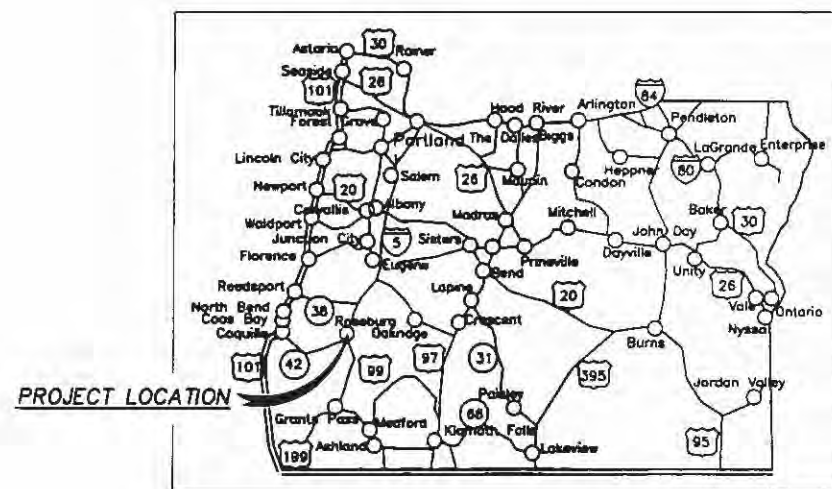 Astoria
30
Rainer
Seaside
26
101
84
Tillamook
Forest Grove
Hood River
Arlington
Pendleton
Portland
The Dalles
Biggs
LaGrande
Enterprise
Lincoln City
Salem
26
Maupin
Condon
Heppner
80
Newport
20
Albany
Corvallis
Madras
Mitchell
Baker
30
Waldport
Junction City
5
Sisters
John Day
Florence
Eugene
Prineville
Dayville
Unity
Bend
26
Reedsport
Lapine
20
Vale
Ontario
North Bend
38
Coos Bay
Roseburg
Oakridge
Crescent
Nyssa
Coquille
97
31
Burns
101
42
99
395
Jordan Valley
PROJECT LOCATION
Paisley
Grants Pass
Medford
68
Klamath Falls
95
199
Ashland
Lakeview